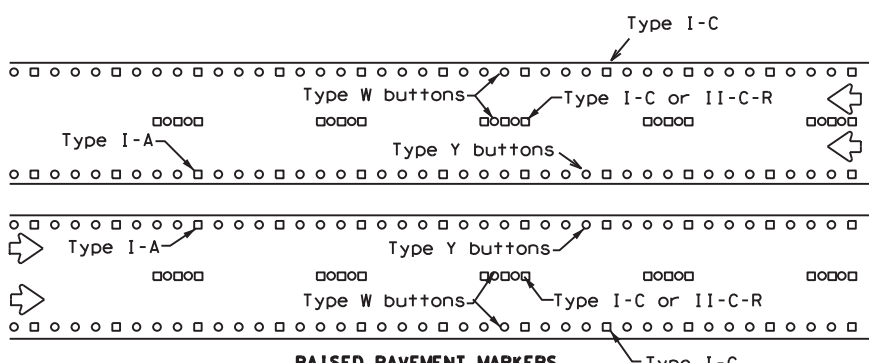 Type I-C
Type W buttons
Type I-C or II-C-R
Type I-A
Type Y buttons
Type I-A
Type Y buttons
Type W buttons
Type I-C or II-C-R
RAISED PAVEMENT MARKERS
Type I-C